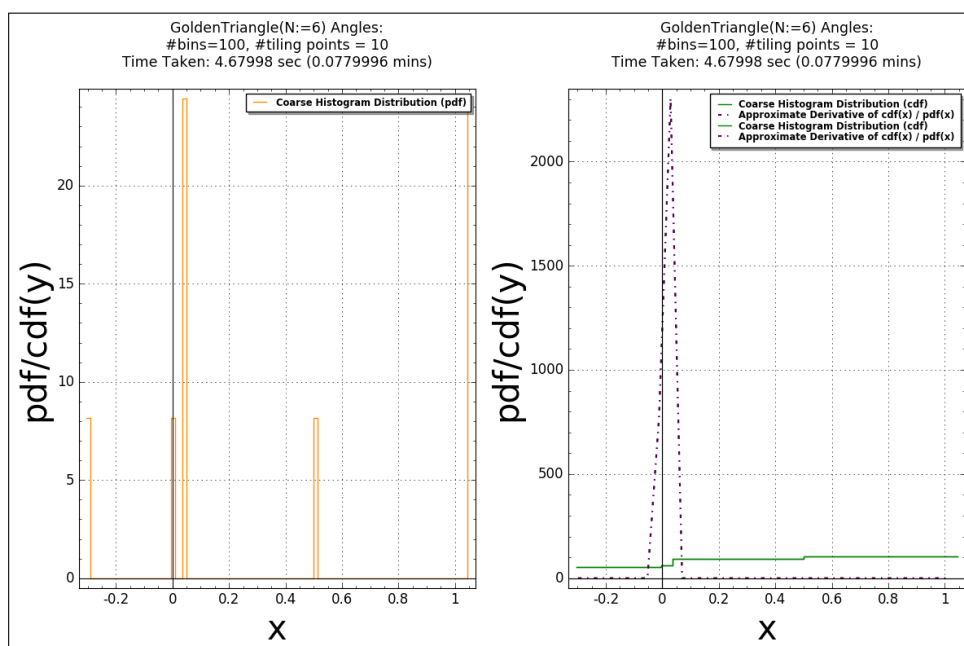 GoldenTriangle(N:=6) Angles:
#bins=100, #tiling points = 10
Time Taken: 4.67998 sec (0.0779996 mins)
Coarse Histogram Distribution (pdf)
20
15
10
5
0
-0.2
0
0.2
0.4
0.6
0.8
1
pdf/cdf(y)
x
GoldenTriangle(N:=6) Angles:
#bins=100, #tiling points = 10
Time Taken: 4.67998 sec (0.0779996 mins)
Coarse Histogram Distribution (cdf)
Approximate Derivative of cdf(x) / pdf(x)
Coarse Histogram Distribution (cdf)
Approximate Derivative of cdf(x) / pdf(x)
2000
1500
1000
500
0
-0.2
0
0.2
0.4
0.6
0.8
1
pdf/cdf(y)
x